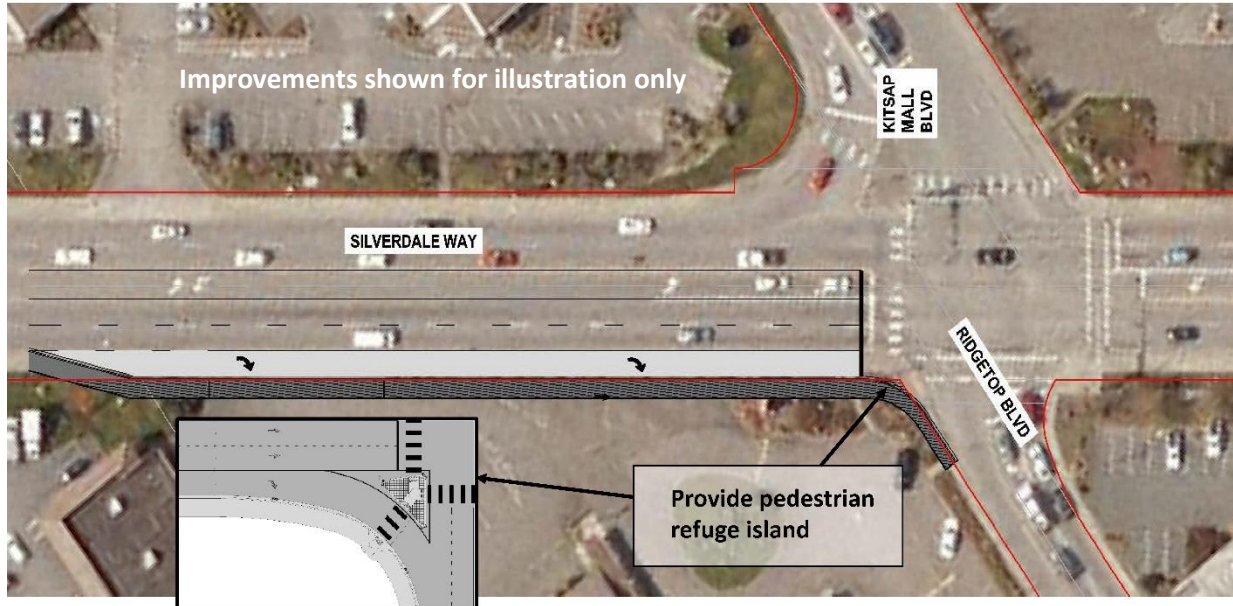 Improvements shown for illustration only
KITSAP
MALL
BLVD
SILVERDALE WAY
RIDGETOP BLVD
Provide pedestrian
refuge island